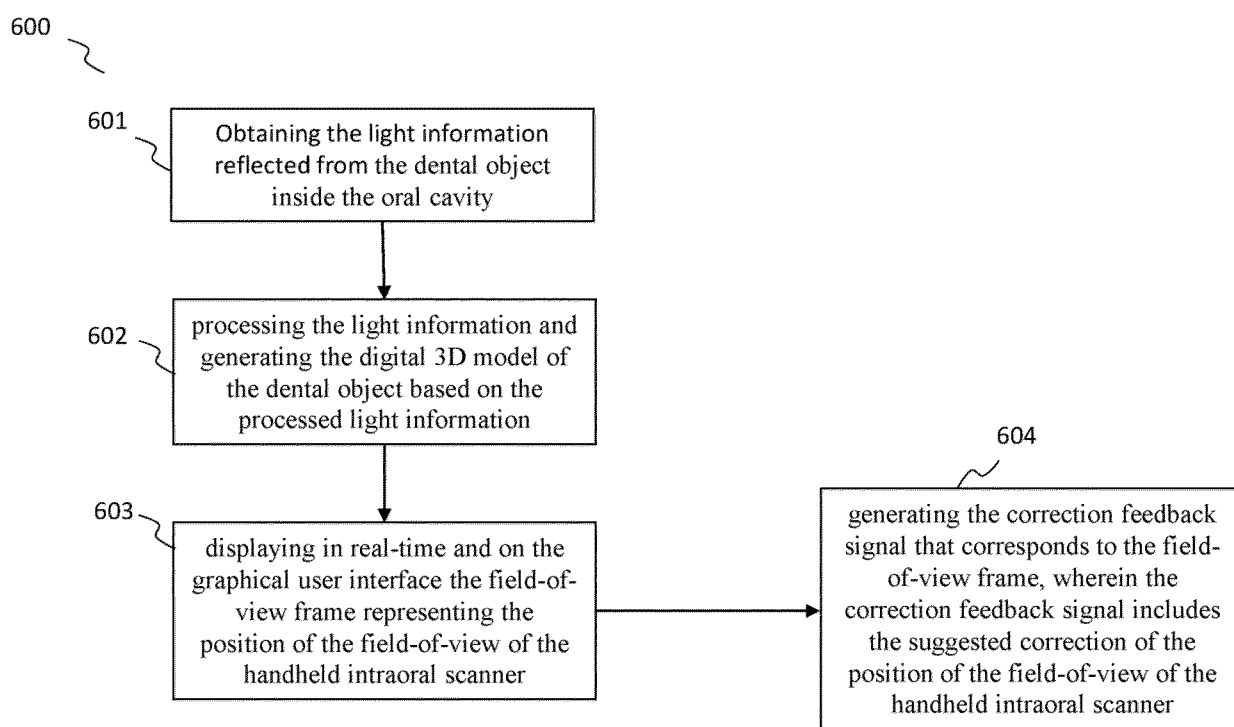 600
601
Obtaining the light information
reflected from the dental object
inside the oral cavity
602
processing the light information and
generating the digital 3D model of
the dental object based on the
processed light information
603
displaying in real-time and on the
graphical user interface the field-of-
view frame representing the
position of the field-of-view of the
handheld intraoral scanner
604
generating the correction feedback
signal that corresponds to the field-
of-view frame, wherein the
correction feedback signal includes
the suggested correction of the
position of the field-of-view of the
handheld intraoral scanner